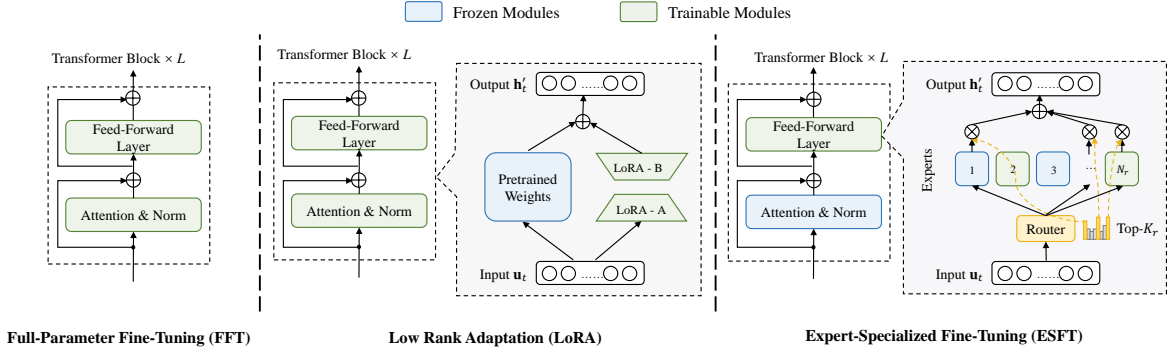 Frozen Modules
Trainable Modules
Transformer Block × L
Feed-Forward
Layer
Attention & Norm
Full-Parameter Fine-Tuning (FFT)
Transformer Block × L
Feed-Forward
Layer
Attention & Norm
Output h′t
Pretrained
Weights
LoRA - B
LoRA - A
Input ut
......
......
Low Rank Adaptation (LoRA)
Transformer Block × L
Feed-Forward
Layer
Attention & Norm
Output h′t
......
Experts
1
2
3
...
Nr
Router
Top-Kr
Input ut
......
Expert-Specialized Fine-Tuning (ESFT)